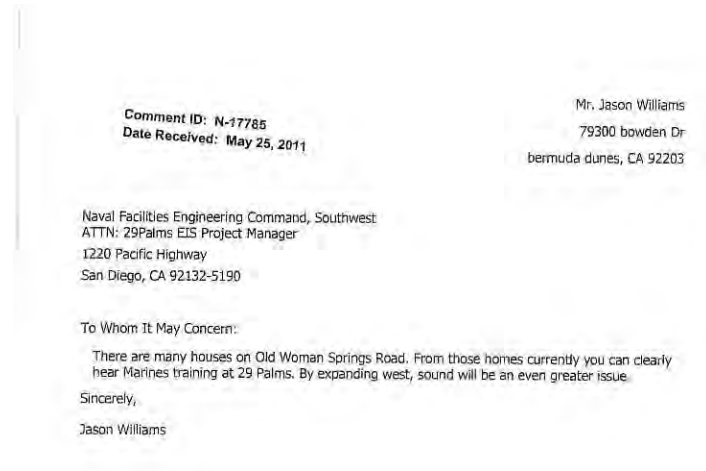 Comment ID: N-17785
Date Received: May 25, 2011
Mr. Jason Williams
79300 bowden Dr
bermuda dunes, CA 92203
Naval Facilities Engineering Command, Southwest
ATTN: 29Palms EIS Project Manager
1220 Pacific Highway
San Diego, CA 92132-5190
To Whom It May Concern:
There are many houses on Old Woman Springs Road. From those homes currently you can clearly
hear Marines training at 29 Palms. By expanding west, sound will be an even greater issue.
Sincerely,
Jason Williams